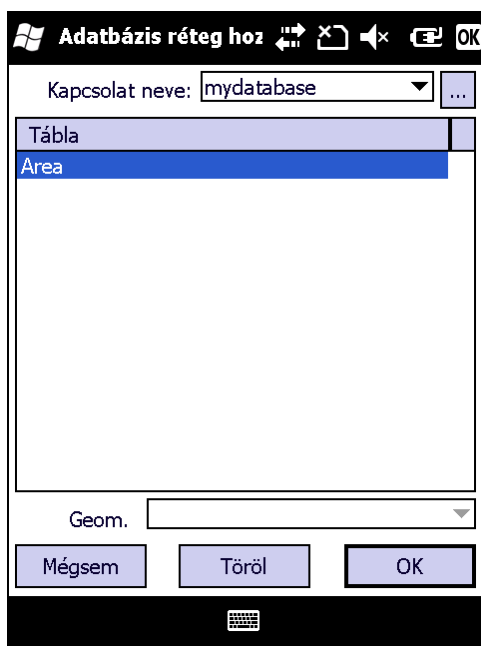 Adatbázis réteg hoz OK
Kapcsolat neve: mydatabase ...
Tábla
Area
Geom.
Mégsem Töröl OK